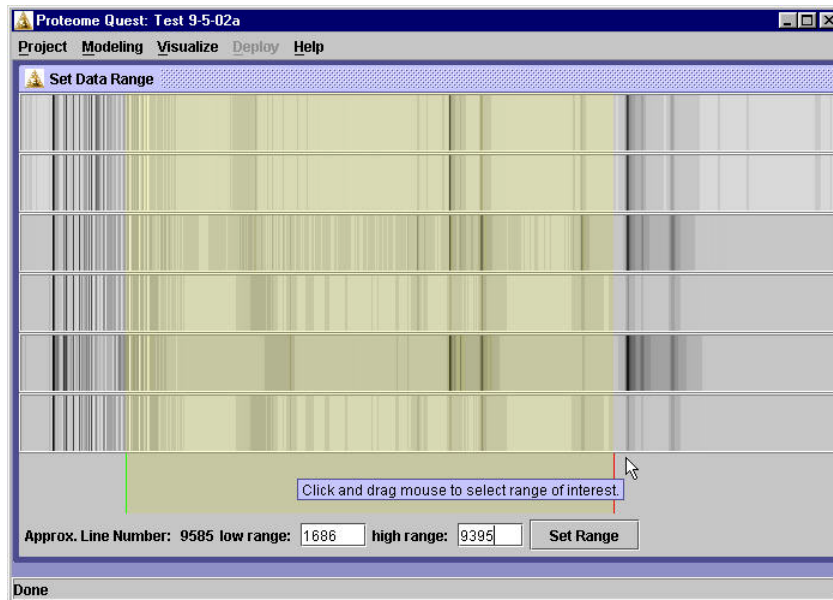 Proteome Quest: Test 9-5-02a
Project Modeling Visualize Deploy Help
Set Data Range
Click and drag mouse to select range of interest.
Approx. Line Number: 9585 low range: 1686 high range: 9395 Set Range
Done